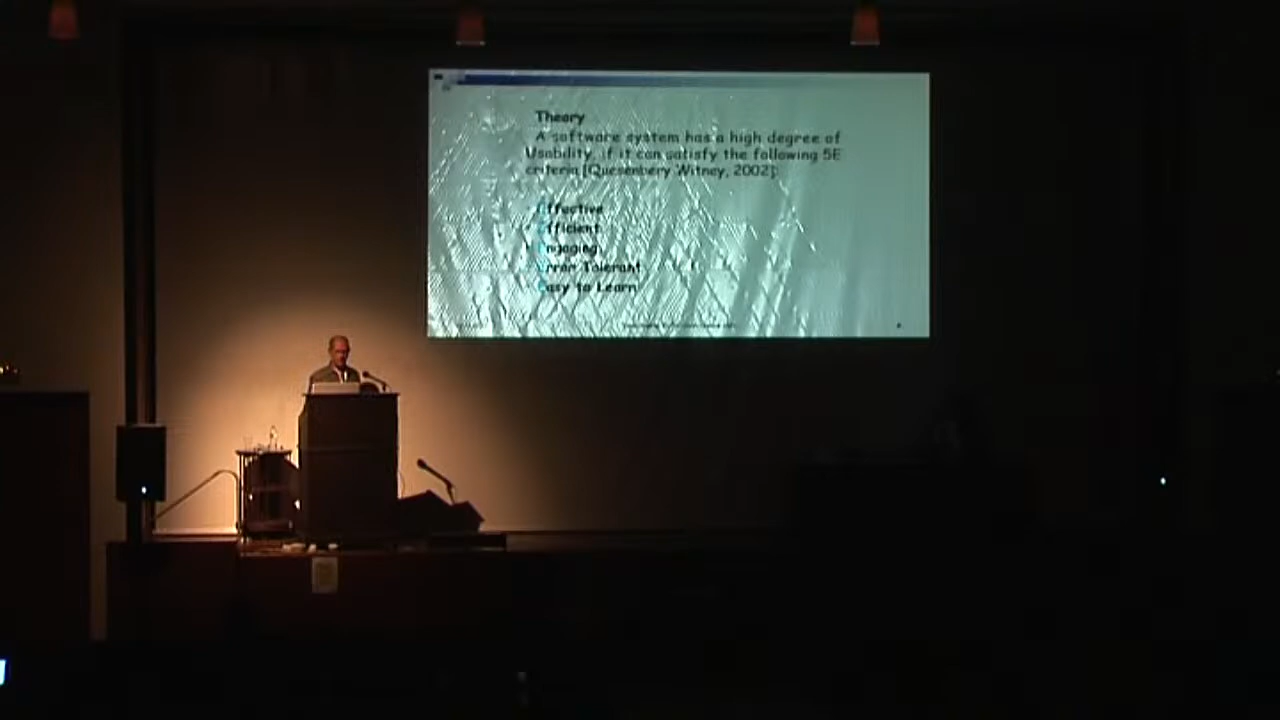 Theory
A software system has a high degree of
Usability, if it can satisfy the following 5E
criteria [Quesenbery Witney, 2002]:
Effective
Efficient
Engaging
Error Tolerant
Easy to Learn